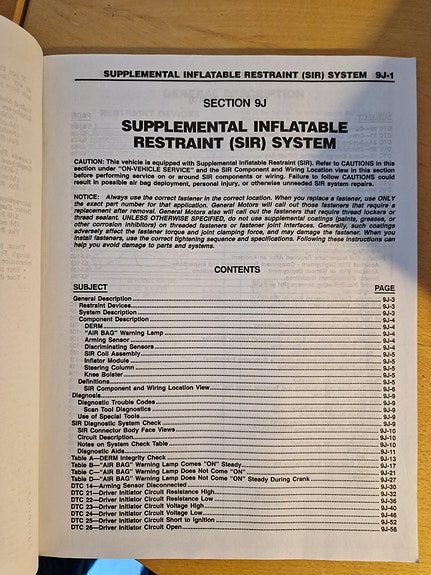 SUPPLEMENTAL INFLATABLE RESTRAINT (SIR) SYSTEM 9J-1
SECTION 9J
SUPPLEMENTAL INFLATABLE
RESTRAINT (SIR) SYSTEM
CAUTION: This vehicle is equipped with Supplemental Inflatable Restraint (SIR). Refer to CAUTIONS in this
section under "ON-VEHICLE SERVICE" and the SIR Component and Wiring Location view in this section
before performing service on or around SIR components or wiring. Failure to follow CAUTIONS could
result in possible air bag deployment, personal injury, or otherwise unneeded SIR system repairs.
NOTICE: Always use the correct fastener in the correct location. When you replace a fastener, use ONLY
the exact part number for that application. General Motors will call out those fasteners that require a
replacement after removal. General Motors also will call out the fasteners that require thread lockers or
thread sealant. UNLESS OTHERWISE SPECIFIED, do not use supplemental coatings (paints, greases, or
other corrosion inhibitors) on threaded fasteners or fastener joint interfaces. Generally, such coatings
adversely affect the fastener torque and joint clamping force, and may damage the fastener. When you
install fasteners, use the correct tightening sequence and specifications. Following these instructions can
help you avoid damage to parts and systems.
CONTENTS
SUBJECT PAGE
General Description 9J-3
Restraint Devices 9J-3
System Description 9J-3
Component Description 9J-4
DERM 9J-4
"AIR BAG" Warning Lamp 9J-4
Arming Sensor 9J-4
Discriminating Sensors 9J-4
SIR Coil Assembly 9J-5
Inflator Module 9J-5
Steering Column 9J-5
Knee Bolster 9J-5
Definitions 9J-5
SIR Component and Wiring Location View 9J-6
Diagnosis 9J-9
Diagnostic Trouble Codes 9J-9
Scan Tool Diagnostics 9J-9
Use of Special Tools 9J-9
SIR Diagnostic System Check 9J-9
SIR Connector Body Face Views 9J-10
Circuit Description 9J-10
Notes on System Check Table 9J-10
Diagnostic Aids 9J-11
Table A—DERM Integrity Check 9J-13
Table B—"AIR BAG" Warning Lamp Comes "ON" Steady 9J-17
Table C—"AIR BAG" Warning Lamp Does Not Come "ON" 9J-21
Table D—"AIR BAG" Warning Lamp Does Not Come "ON" Steady During Crank 9J-27
DTC 14—Arming Sensor Disconnected 9J-30
DTC 21—Driver Initiator Circuit Resistance High 9J-32
DTC 22—Driver Initiator Circuit Resistance Low 9J-36
DTC 23—Driver Initiator Circuit Voltage High 9J-40
DTC 24—Driver Initiator Circuit Voltage Low 9J-46
DTC 25—Driver Initiator Circuit Short to Ignition 9J-52
DTC 26—Driver Initiator Circuit Open 9J-56